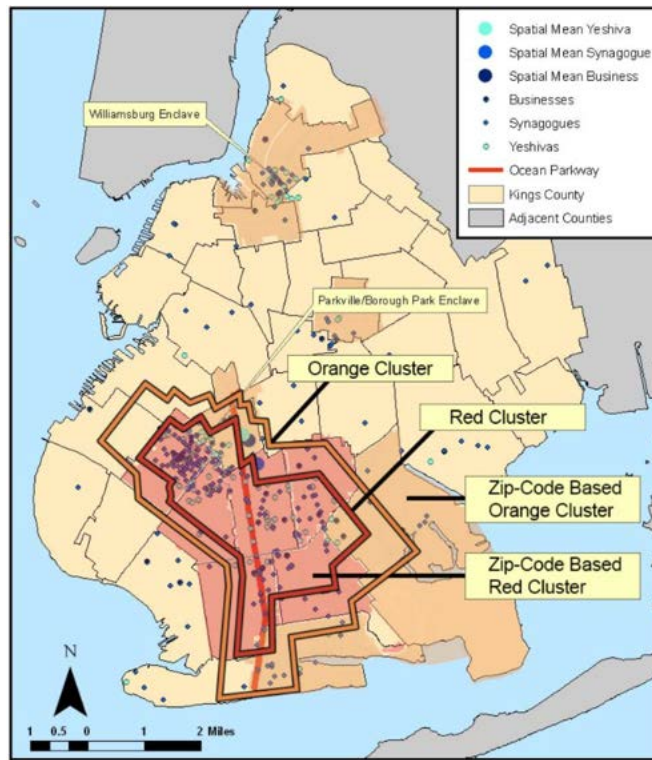 Spatial Mean Yeshiva
Spatial Mean Synagogue
Spatial Mean Business
Businesses
Synagogues
Yeshivas
Ocean Parkway
Kings County
Adjacent Counties
Williamsburg Enclave
Parkville/Borough Park Enclave
Orange Cluster
Red Cluster
Zip-Code Based
Orange Cluster
Zip-Code Based
Red Cluster
N
1 0.5 0 1 2 Miles